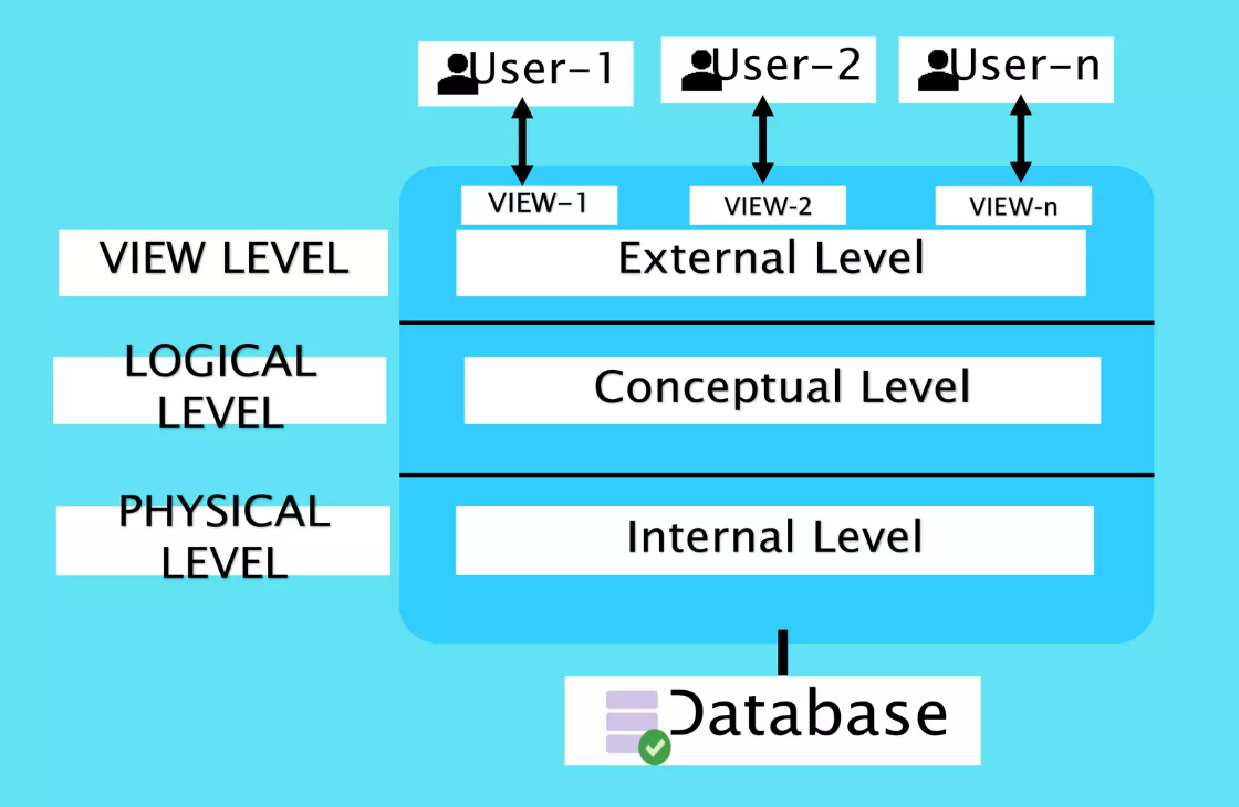 User-1
User-2
User-n
VIEW-1
VIEW-2
VIEW-n
VIEW LEVEL
External Level
LOGICAL
LEVEL
Conceptual Level
PHYSICAL
LEVEL
Internal Level
Database